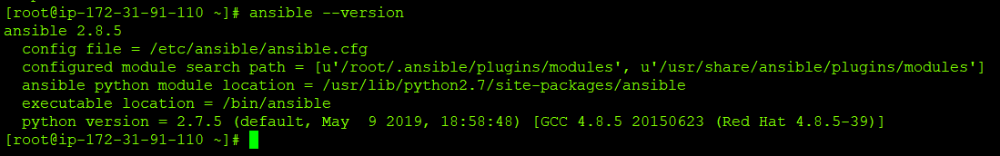 [root@ip-172-31-91-110 ~]# ansible --version
ansible 2.8.5
  config file = /etc/ansible/ansible.cfg
  configured module search path = [u'/root/.ansible/plugins/modules', u'/usr/share/ansible/plugins/modules']
  ansible python module location = /usr/lib/python2.7/site-packages/ansible
  executable location = /bin/ansible
  python version = 2.7.5 (default, May  9 2019, 18:58:48) [GCC 4.8.5 20150623 (Red Hat 4.8.5-39)]
[root@ip-172-31-91-110 ~]#